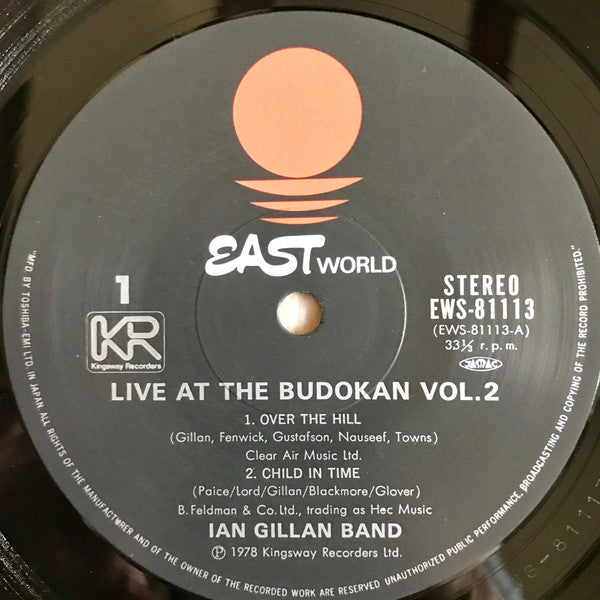 EAST WORLD
1
KR
Kingsway Recorders
STEREO
EWS-81113
(EWS-81113-A)
33⅓ r.p.m.
JASRAC
LIVE AT THE BUDOKAN VOL.2
1. OVER THE HILL
(Gillan, Fenwick, Gustafson, Nauseef, Towns)
Clear Air Music Ltd.
2. CHILD IN TIME
(Paice/Lord/Gillan/Blackmore/Glover)
B. Feldman & Co. Ltd., trading as Hec Music
IAN GILLAN BAND
Ⓟ 1978 Kingsway Recorders Ltd.
"MFD. BY TOSHIBA-EMI LTD. IN JAPAN. ALL RIGHTS OF THE MANUFACTURER AND OF THE OWNER OF THE RECORDED WORK ARE RESERVED UNAUTHORIZED PUBLIC PERFORMANCE, BROADCASTING AND COPYING OF THE RECORD PROHIBITED."